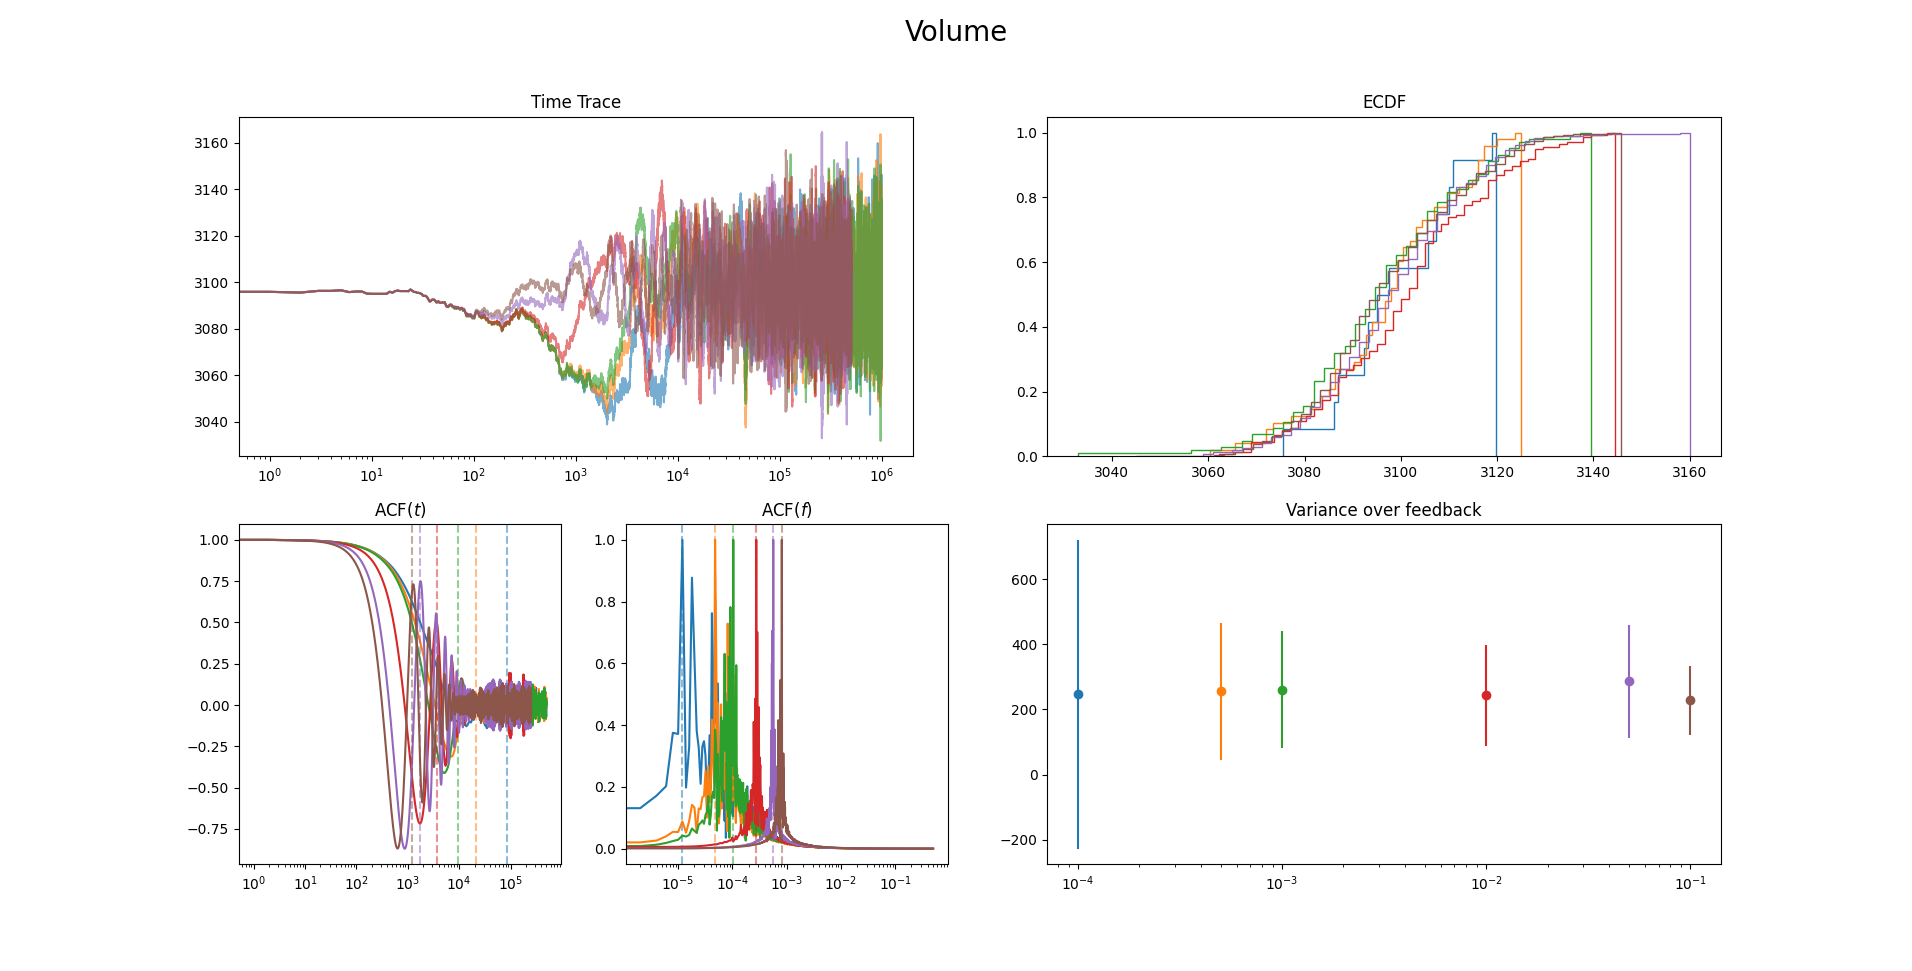 Volume
Time Trace
3160
3140
3120
3100
3080
3060
3040
10⁰ 10¹ 10² 10³ 10⁴ 10⁵ 10⁶
ECDF
1.0
0.8
0.6
0.4
0.2
0.0
3040 3060 3080 3100 3120 3140 3160
ACF(t)
1.00
0.75
0.50
0.25
0.00
−0.25
−0.50
−0.75
10⁰ 10¹ 10² 10³ 10⁴ 10⁵
ACF(f)
1.0
0.8
0.6
0.4
0.2
0.0
10⁻⁵ 10⁻⁴ 10⁻³ 10⁻² 10⁻¹
Variance over feedback
600
400
200
0
−200
10⁻⁴ 10⁻³ 10⁻² 10⁻¹